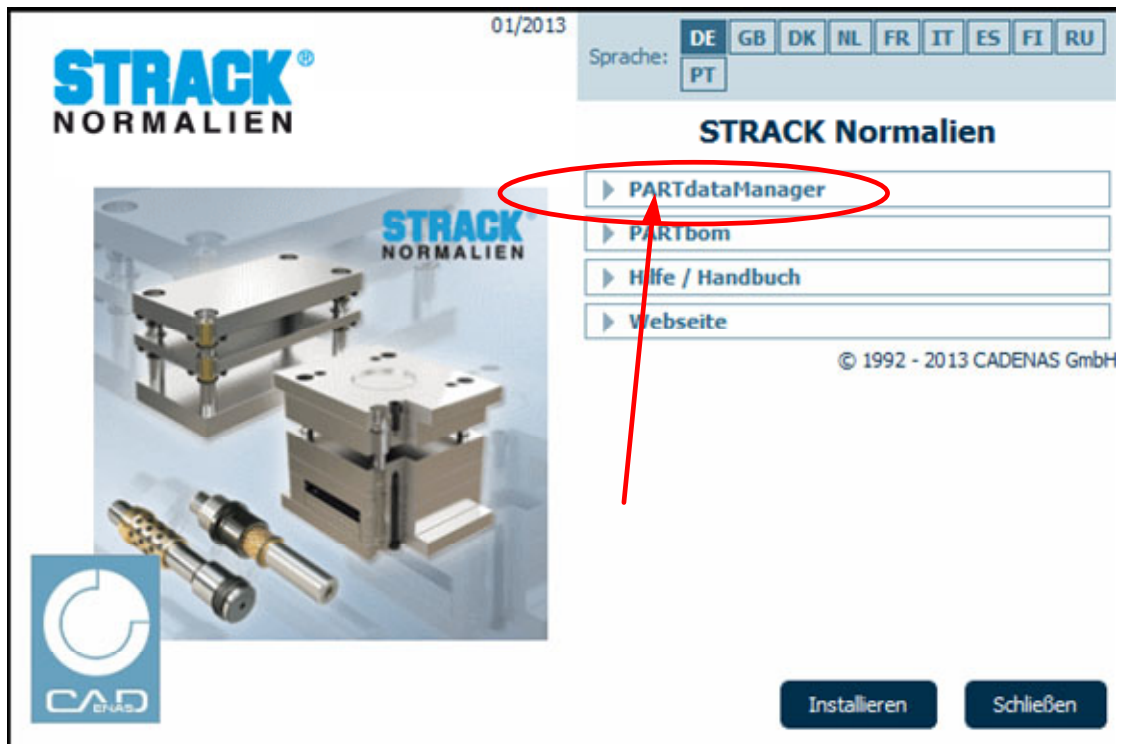 01/2013
STRACK®
NORMALIEN
Sprache: DE GB DK NL FR IT ES FI RU
PT
STRACK Normalien
PARTdataManager
PARTbom
Hilfe / Handbuch
Webseite
© 1992 - 2013 CADENAS GmbH
STRACK®
NORMALIEN
CADENAS
Installieren Schließen